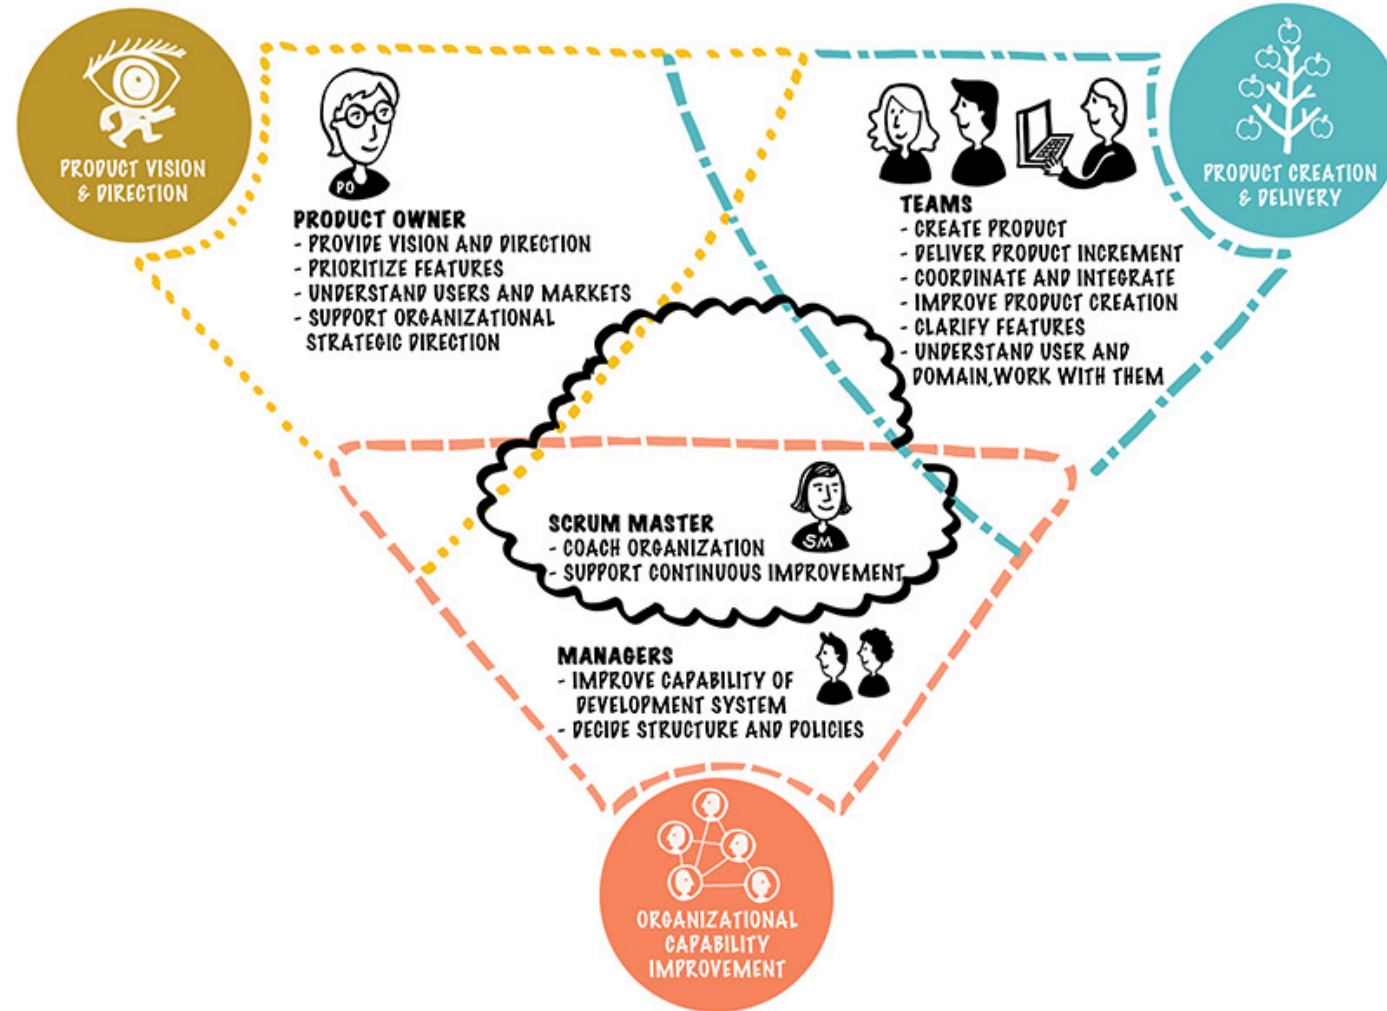 PRODUCT VISION
& DIRECTION
PO
PRODUCT OWNER
- PROVIDE VISION AND DIRECTION
- PRIORITIZE FEATURES
- UNDERSTAND USERS AND MARKETS
- SUPPORT ORGANIZATIONAL
STRATEGIC DIRECTION
TEAMS
- CREATE PRODUCT
- DELIVER PRODUCT INCREMENT
- COORDINATE AND INTEGRATE
- IMPROVE PRODUCT CREATION
- CLARIFY FEATURES
- UNDERSTAND USER AND
DOMAIN, WORK WITH THEM
PRODUCT CREATION
& DELIVERY
SCRUM MASTER
- COACH ORGANIZATION
- SUPPORT CONTINUOUS IMPROVEMENT
SM
MANAGERS
- IMPROVE CAPABILITY OF
DEVELOPMENT SYSTEM
- DECIDE STRUCTURE AND POLICIES
ORGANIZATIONAL
CAPABILITY
IMPROVEMENT